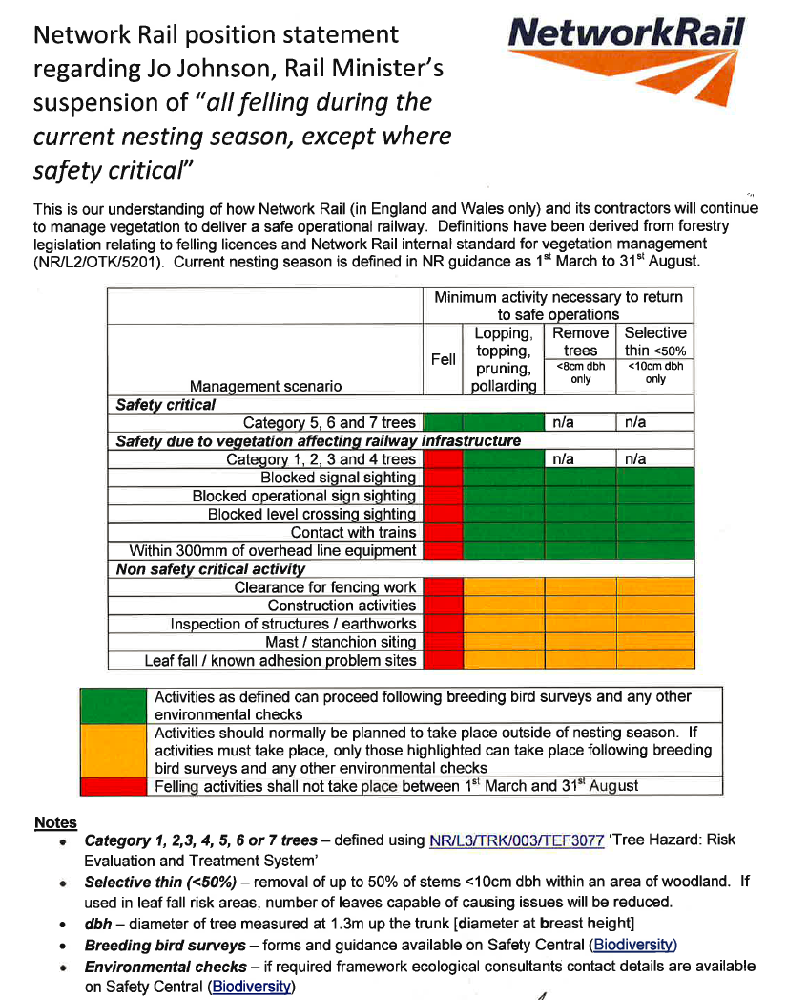 Network Rail position statement
regarding Jo Johnson, Rail Minister's
suspension of "all felling during the
current nesting season, except where
safety critical"
NetworkRail
This is our understanding of how Network Rail (in England and Wales only) and its contractors will continue
to manage vegetation to deliver a safe operational railway. Definitions have been derived from forestry
legislation relating to felling licences and Network Rail internal standard for vegetation management
(NR/L2/OTK/5201). Current nesting season is defined in NR guidance as 1st March to 31st August.
Minimum activity necessary to return
to safe operations
Management scenario
Fell
Lopping,
topping,
pruning,
pollarding
Remove
trees
<8cm dbh
only
Selective
thin <50%
<10cm dbh
only
Safety critical
Category 5, 6 and 7 trees n/a n/a
Safety due to vegetation affecting railway infrastructure
Category 1, 2, 3 and 4 trees n/a n/a
Blocked signal sighting
Blocked operational sign sighting
Blocked level crossing sighting
Contact with trains
Within 300mm of overhead line equipment
Non safety critical activity
Clearance for fencing work
Construction activities
Inspection of structures / earthworks
Mast / stanchion siting
Leaf fall / known adhesion problem sites
Activities as defined can proceed following breeding bird surveys and any other
environmental checks
Activities should normally be planned to take place outside of nesting season. If
activities must take place, only those highlighted can take place following breeding
bird surveys and any other environmental checks
Felling activities shall not take place between 1st March and 31st August
Notes
• Category 1, 2,3, 4, 5, 6 or 7 trees – defined using NR/L3/TRK/003/TEF3077 'Tree Hazard: Risk
Evaluation and Treatment System'
• Selective thin (<50%) – removal of up to 50% of stems <10cm dbh within an area of woodland. If
used in leaf fall risk areas, number of leaves capable of causing issues will be reduced.
• dbh – diameter of tree measured at 1.3m up the trunk [diameter at breast height]
• Breeding bird surveys – forms and guidance available on Safety Central (Biodiversity)
• Environmental checks – if required framework ecological consultants contact details are available
on Safety Central (Biodiversity)